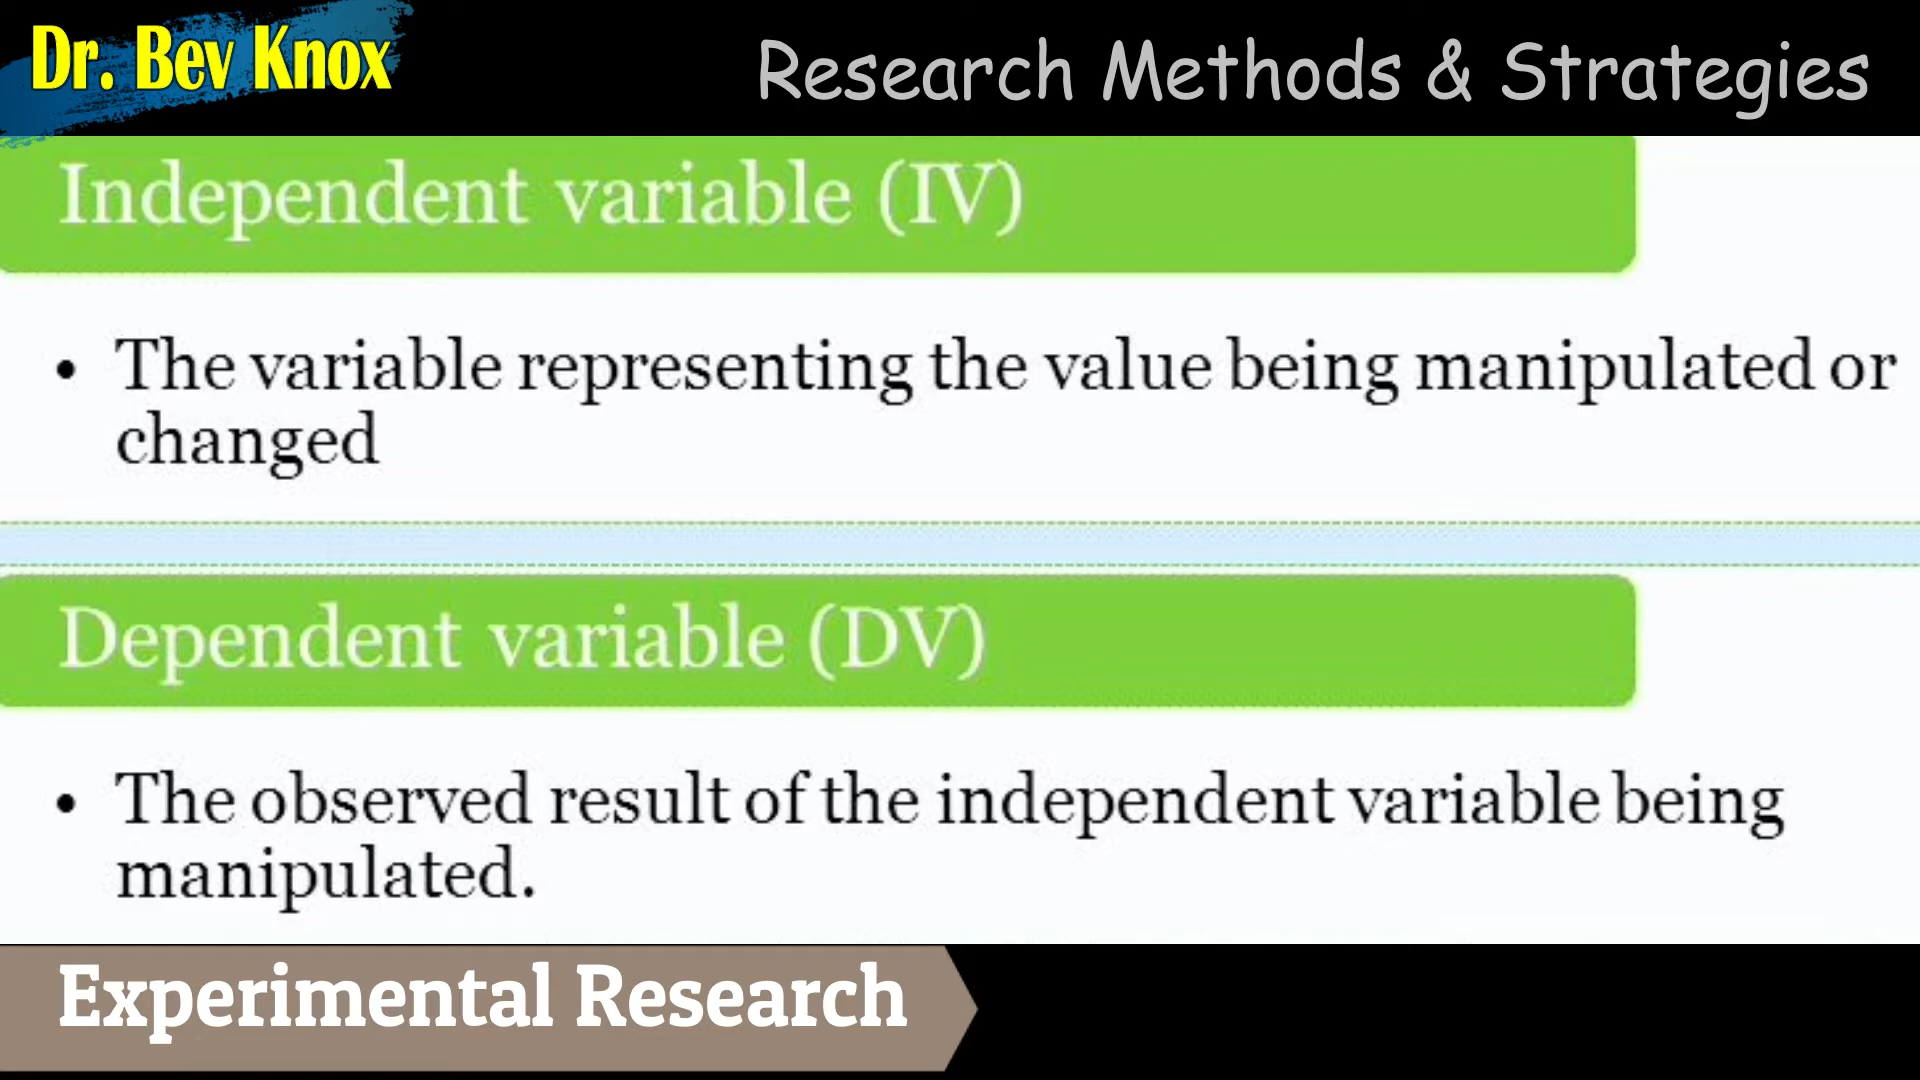 Dr. Bev Knox
Research Methods & Strategies
Independent variable (IV)
• The variable representing the value being manipulated or
changed
Dependent variable (DV)
• The observed result of the independent variable being
manipulated.
Experimental Research